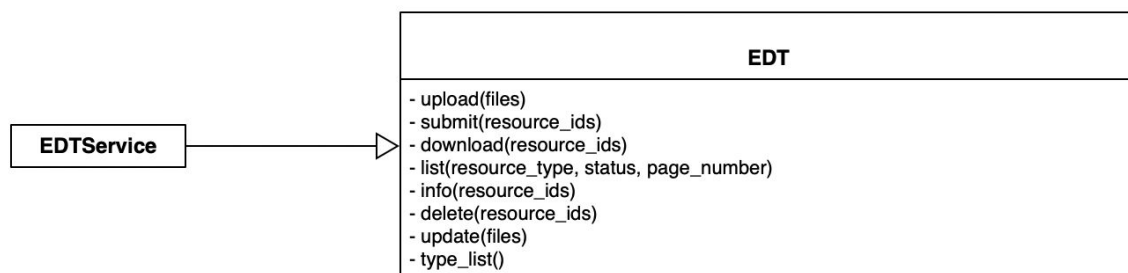 EDT
- upload(files)
- submit(resource_ids)
EDTService
- download(resource_ids)
- list(resource_type, status, page_number)
- info(resource_ids)
- delete(resource_ids)
- update(files)
- type_list()